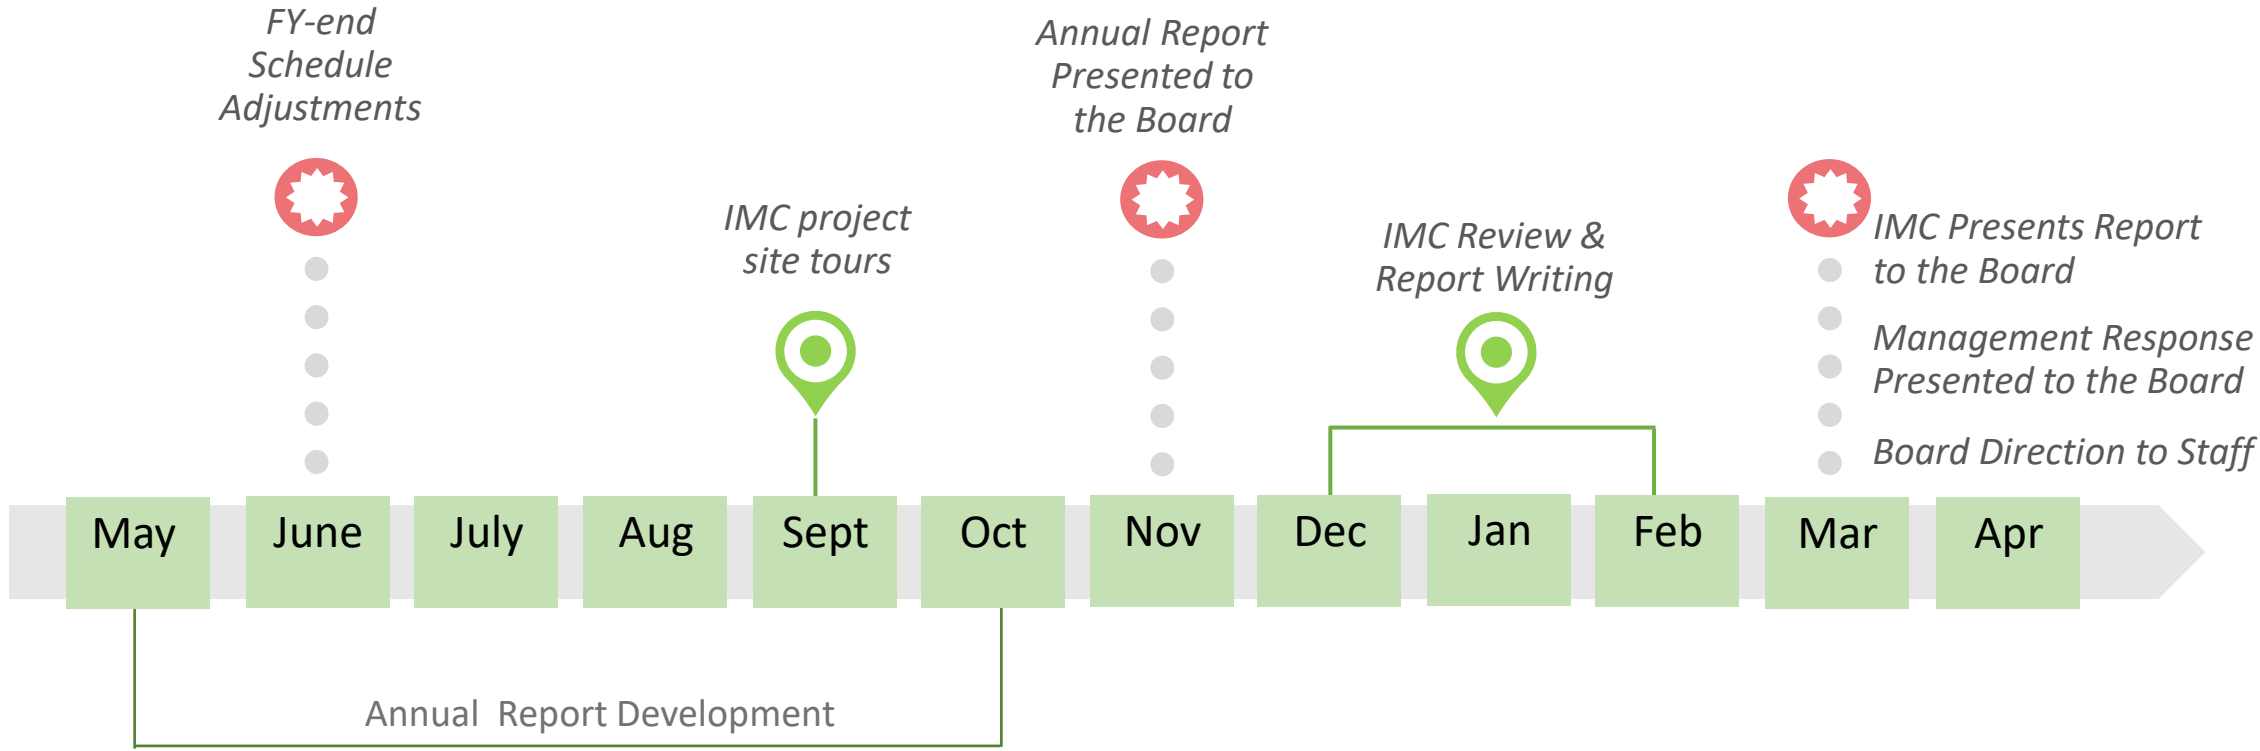 FY-end
Schedule
Adjustments
Annual Report
Presented to
the Board
IMC project
site tours
IMC Review &
Report Writing
IMC Presents Report
to the Board
Management Response
Presented to the Board
Board Direction to Staff
May
June
July
Aug
Sept
Oct
Nov
Dec
Jan
Feb
Mar
Apr
Annual  Report Development